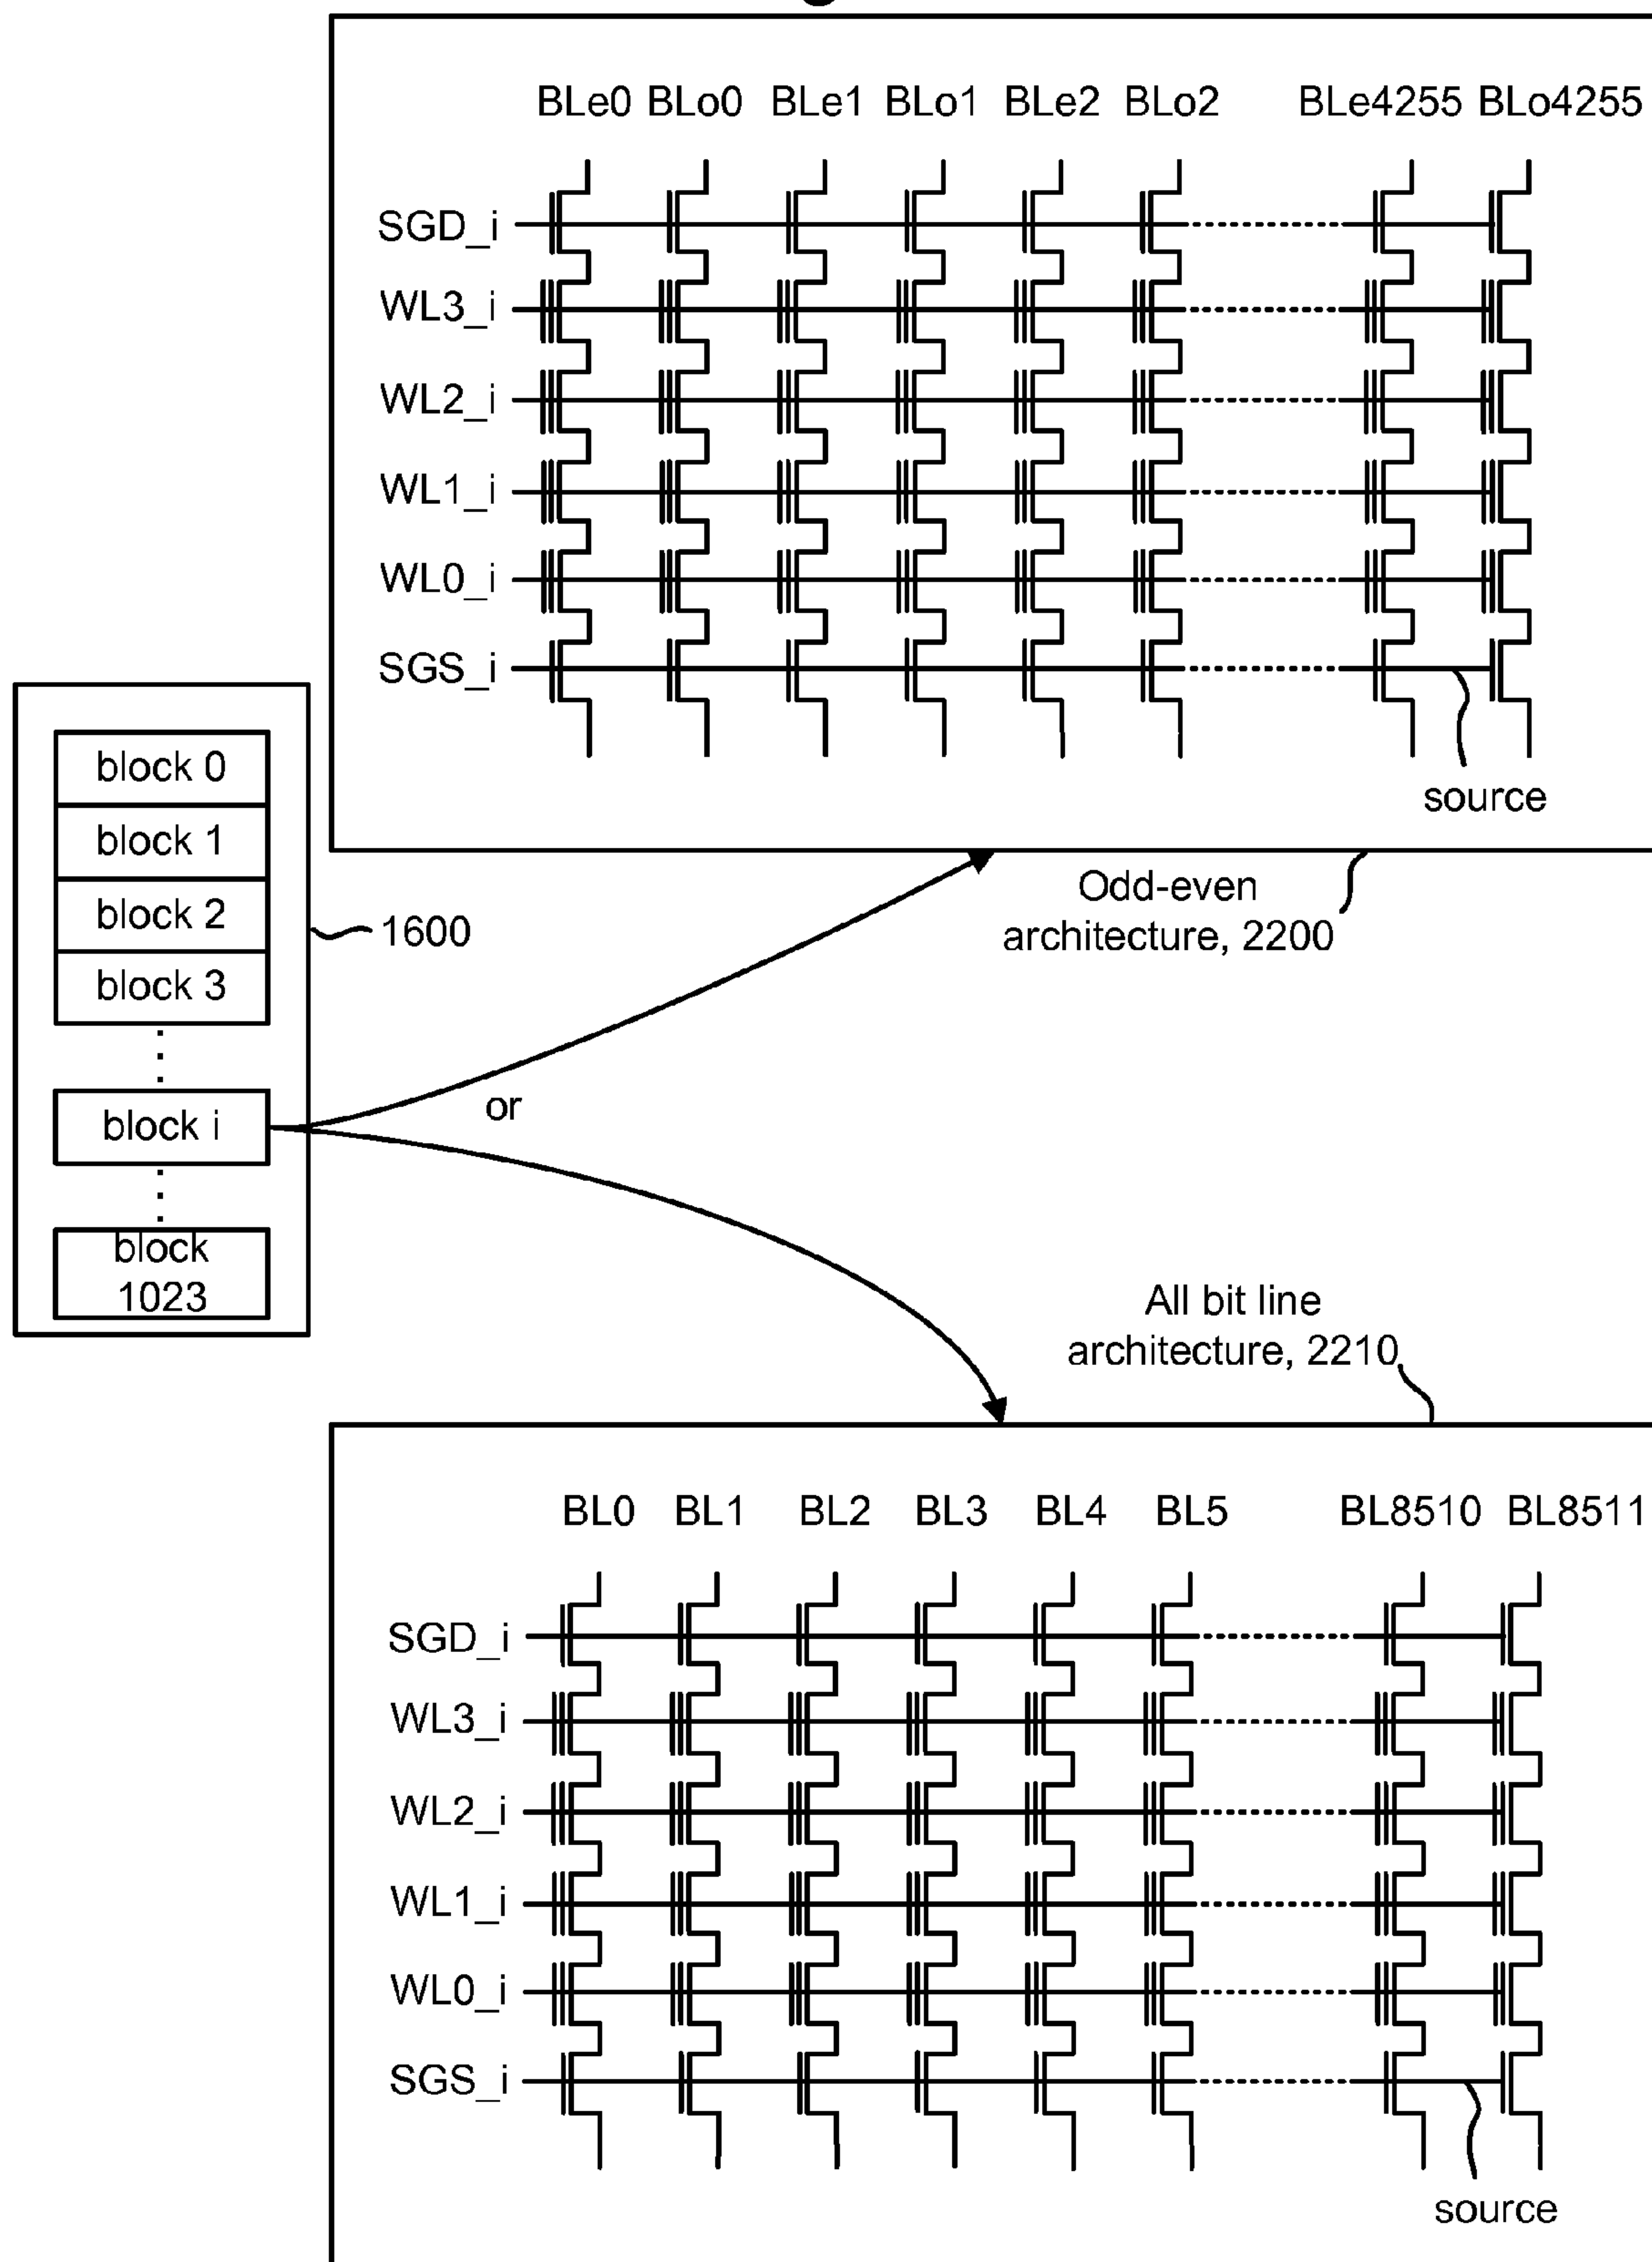 BLe0 BLo0 BLe1 BLo1 BLe2 BLo2 BLe4255 BLo4255
SGD_i
WL3_i
WL2_i
WL1_i
WL0_i
SGS_i
source
block 0
block 1
block 2
block 3
block i
block
1023
1600
or
Odd-even
architecture, 2200
All bit line
architecture, 2210
BL0 BL1 BL2 BL3 BL4 BL5 BL8510 BL8511
SGD_i
WL3_i
WL2_i
WL1_i
WL0_i
SGS_i
source